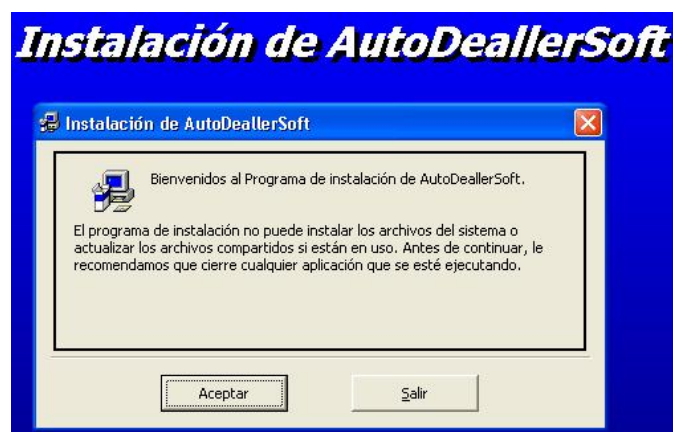 Instalación de AutoDeallerSoft
Instalación de AutoDeallerSoft
Bienvenidos al Programa de instalación de AutoDeallerSoft.
El programa de instalación no puede instalar los archivos del sistema o
actualizar los archivos compartidos si están en uso. Antes de continuar, le
recomendamos que cierre cualquier aplicación que se esté ejecutando.
Aceptar
Salir